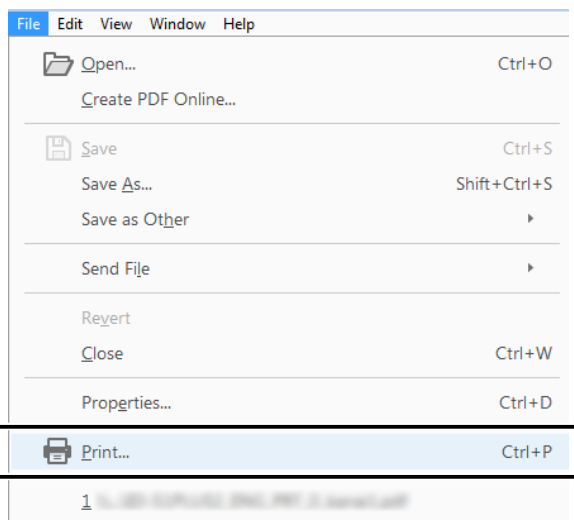 File Edit View Window Help
Open... Ctrl+O
Create PDF Online...
Save Ctrl+S
Save As... Shift+Ctrl+S
Save as Other
Send File
Revert
Close Ctrl+W
Properties... Ctrl+D
Print... Ctrl+P
1